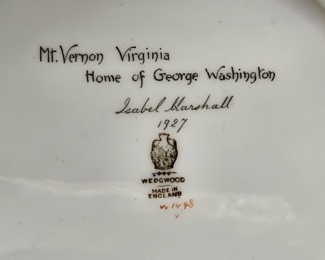 Mt. Vernon Virginia
Home of George Washington
Isabel Marshall
1927
WEDGWOOD
MADE IN
ENGLAND